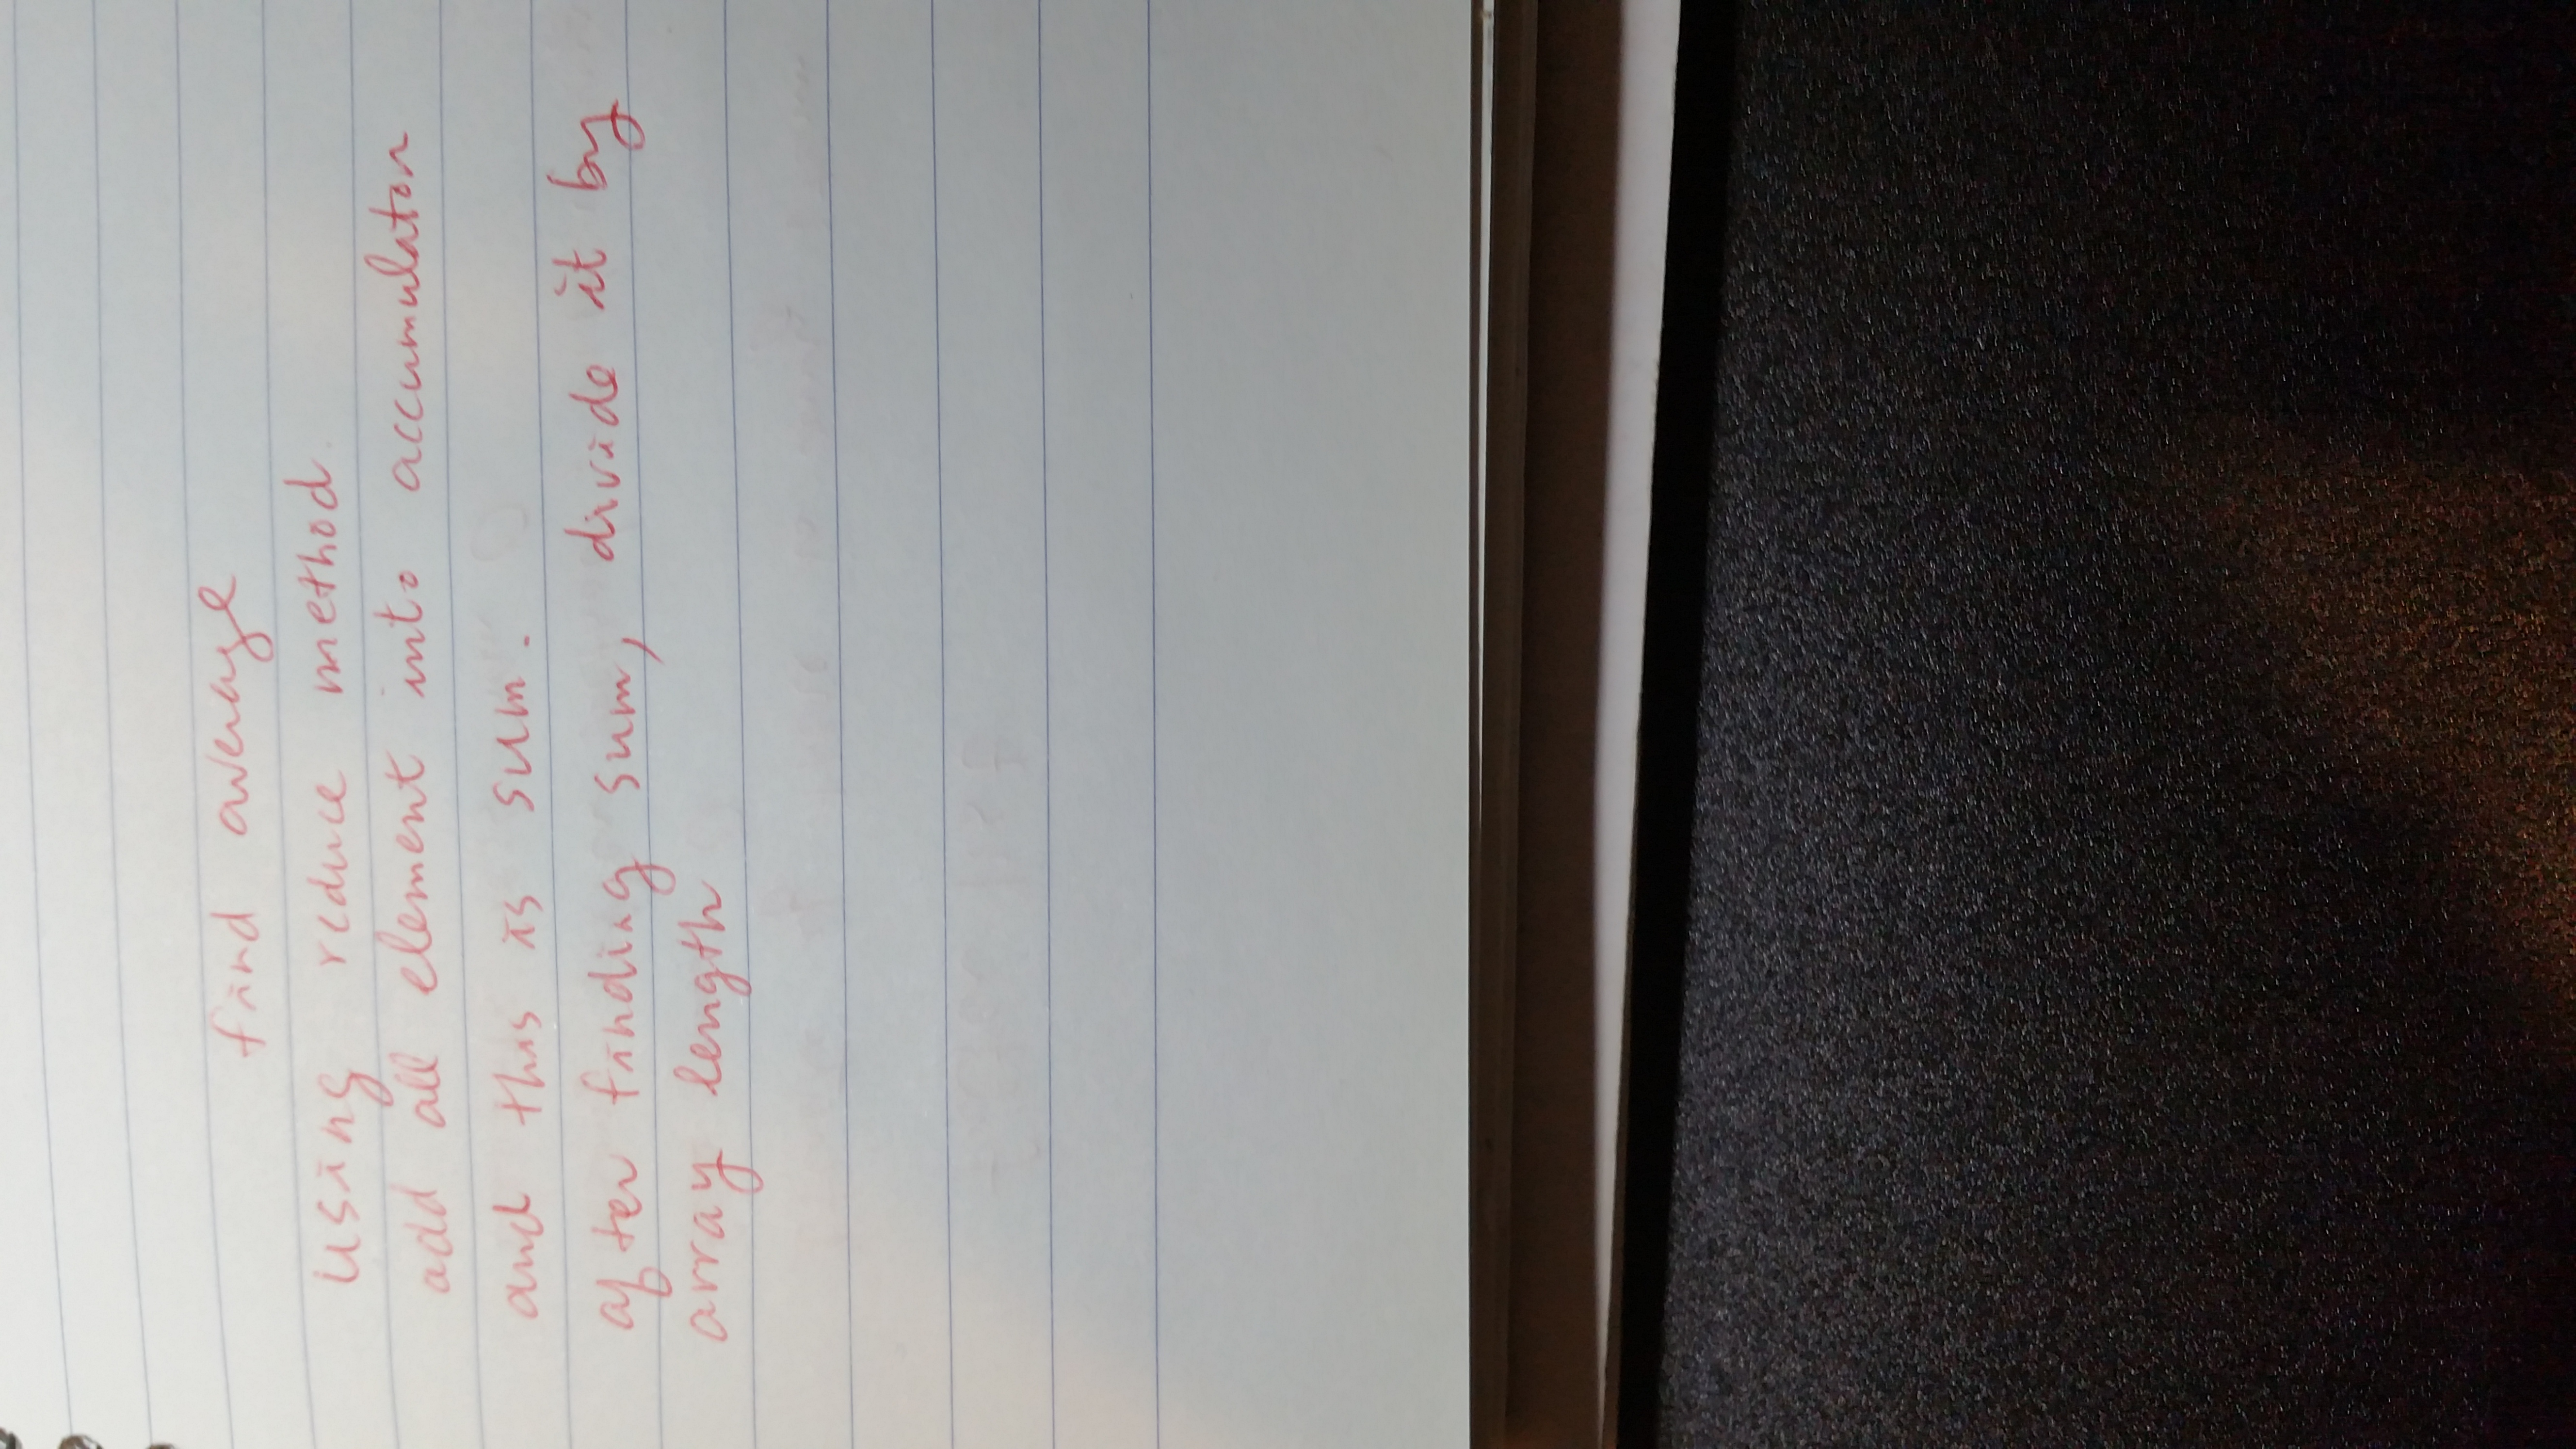 find average
using reduce method
add all element into accumulator
and this is sum.
after finding sum, divide it by
array length